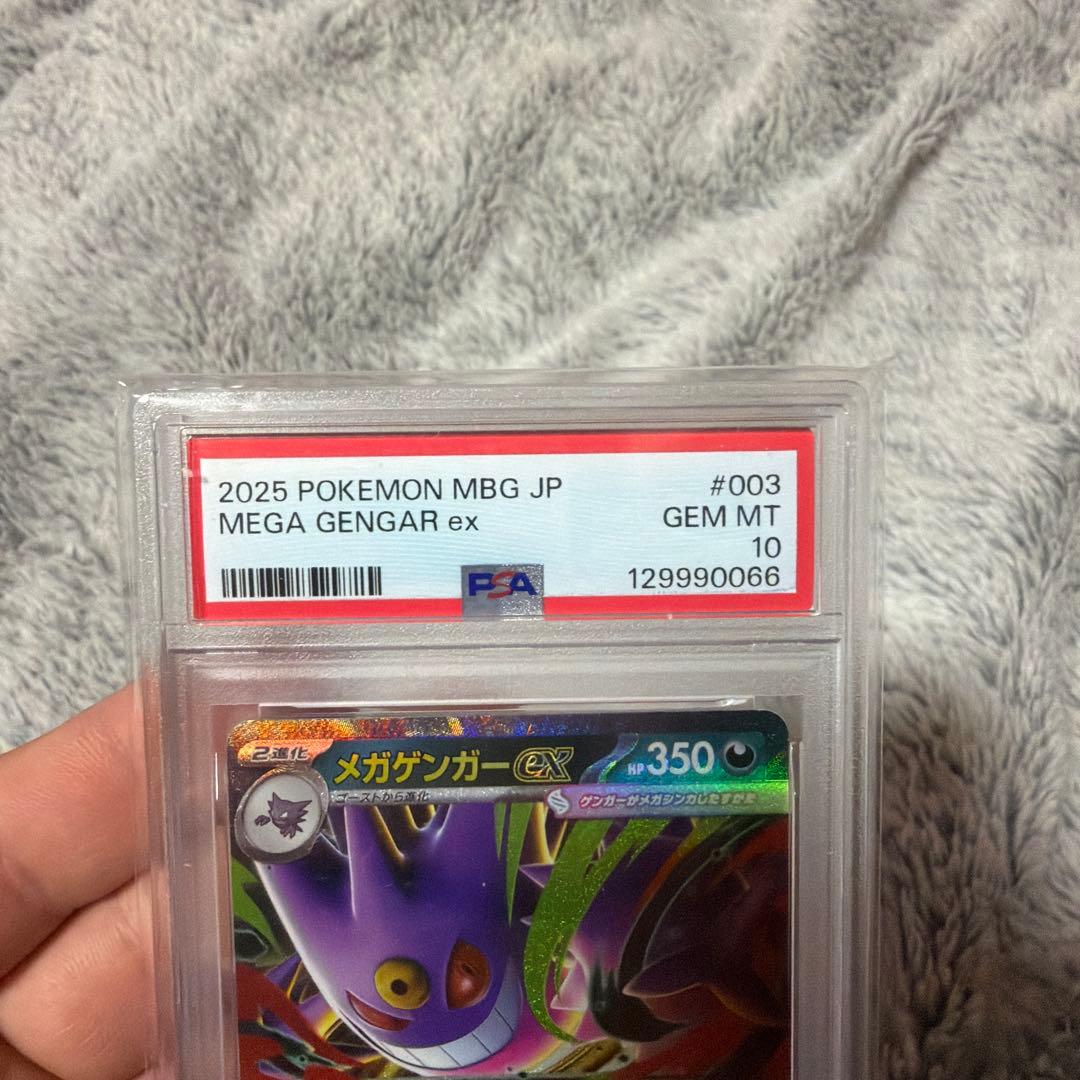 2025 POKEMON MBG JP #003
MEGA GENGAR ex GEM MT
10
PSA 129990066
2進化 メガゲンガーex HP 350
ゴーストから進化 ゲンガーがメガシンカしたすがた